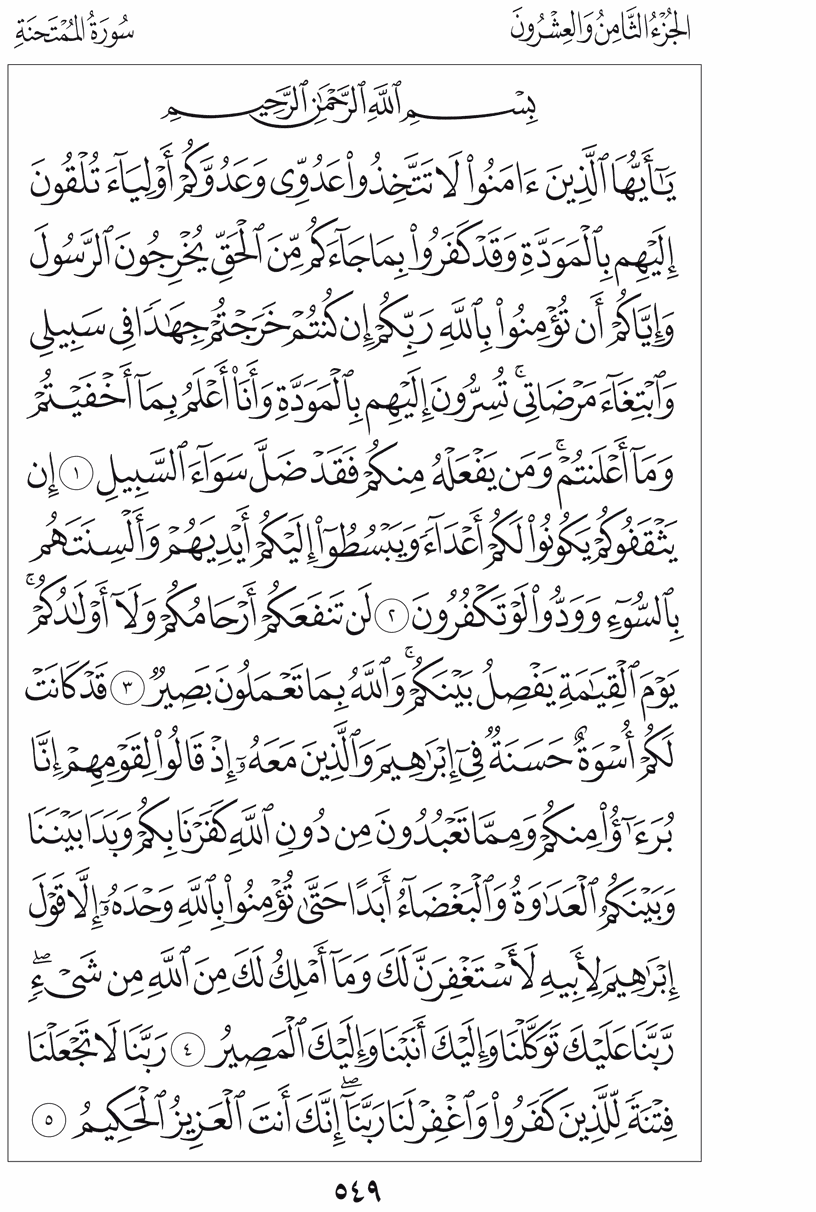 الجُزْءُ الثَّامِنُ وَالعِشْرُونَ
سُورَةُ المُمْتَحنَةِ
بِسْمِ ٱللَّهِ ٱلرَّحْمَٰنِ ٱلرَّحِيمِ
يَٰٓأَيُّهَا ٱلَّذِينَ ءَامَنُوا۟ لَا تَتَّخِذُوا۟ عَدُوِّى وَعَدُوَّكُمْ أَوْلِيَآءَ تُلْقُونَ
إِلَيْهِم بِٱلْمَوَدَّةِ وَقَدْ كَفَرُوا۟ بِمَا جَآءَكُم مِّنَ ٱلْحَقِّ يُخْرِجُونَ ٱلرَّسُولَ
وَإِيَّاكُمْ أَن تُؤْمِنُوا۟ بِٱللَّهِ رَبِّكُمْ إِن كُنتُمْ خَرَجْتُمْ جِهَٰدًا فِى سَبِيلِى
وَٱبْتِغَآءَ مَرْضَاتِى ۚ تُسِرُّونَ إِلَيْهِم بِٱلْمَوَدَّةِ وَأَنَا۠ أَعْلَمُ بِمَآ أَخْفَيْتُمْ
وَمَآ أَعْلَنتُمْ ۚ وَمَن يَفْعَلْهُ مِنكُمْ فَقَدْ ضَلَّ سَوَآءَ ٱلسَّبِيلِ ١ إِن
يَثْقَفُوكُمْ يَكُونُوا۟ لَكُمْ أَعْدَآءً وَيَبْسُطُوٓا۟ إِلَيْكُمْ أَيْدِيَهُمْ وَأَلْسِنَتَهُم
بِٱلسُّوٓءِ وَوَدُّوا۟ لَوْ تَكْفُرُونَ ٢ لَن تَنفَعَكُمْ أَرْحَامُكُمْ وَلَآ أَوْلَٰدُكُمْ ۚ
يَوْمَ ٱلْقِيَٰمَةِ يَفْصِلُ بَيْنَكُمْ ۚ وَٱللَّهُ بِمَا تَعْمَلُونَ بَصِيرٌ ٣ قَدْ كَانَتْ
لَكُمْ أُسْوَةٌ حَسَنَةٌ فِىٓ إِبْرَٰهِيمَ وَٱلَّذِينَ مَعَهُۥٓ إِذْ قَالُوا۟ لِقَوْمِهِمْ إِنَّا
بُرَءَٰٓؤُا۟ مِنكُمْ وَمِمَّا تَعْبُدُونَ مِن دُونِ ٱللَّهِ كَفَرْنَا بِكُمْ وَبَدَا بَيْنَنَا
وَبَيْنَكُمُ ٱلْعَدَٰوَةُ وَٱلْبَغْضَآءُ أَبَدًا حَتَّىٰ تُؤْمِنُوا۟ بِٱللَّهِ وَحْدَهُۥٓ إِلَّا قَوْلَ
إِبْرَٰهِيمَ لِأَبِيهِ لَأَسْتَغْفِرَنَّ لَكَ وَمَآ أَمْلِكُ لَكَ مِنَ ٱللَّهِ مِن شَىْءٍ ۖ
رَّبَّنَا عَلَيْكَ تَوَكَّلْنَا وَإِلَيْكَ أَنَبْنَا وَإِلَيْكَ ٱلْمَصِيرُ ٤ رَبَّنَا لَا تَجْعَلْنَا
فِتْنَةً لِّلَّذِينَ كَفَرُوا۟ وَٱغْفِرْ لَنَا رَبَّنَآ ۖ إِنَّكَ أَنتَ ٱلْعَزِيزُ ٱلْحَكِيمُ ٥
٥٤٩